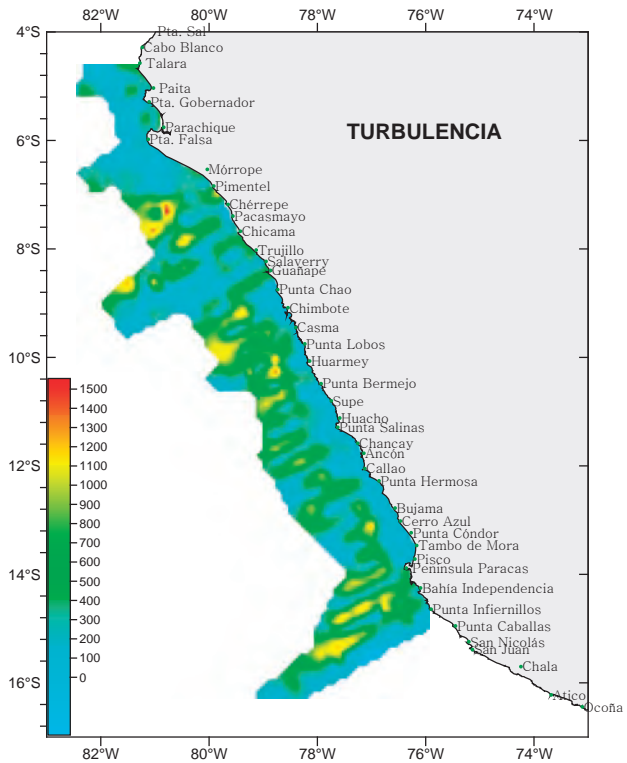 82°W 80°W 78°W 76°W 74°W
4°S
6°S
8°S
10°S
12°S
14°S
16°S
TURBULENCIA
Pta. Sal
Cabo Blanco
Talara
Paita
Pta. Gobernador
Parachique
Pta. Falsa
Mórrope
Pimentel
Chérrepe
Pacasmayo
Chicama
Trujillo
Salaverry
Guañape
Punta Chao
Chimbote
Casma
Punta Lobos
Huarmey
Punta Bermejo
Supe
Huacho
Punta Salinas
Chancay
Ancón
Callao
Punta Hermosa
Bujama
Cerro Azul
Punta Cóndor
Tambo de Mora
Pisco
Península Paracas
Bahía Independencia
Punta Infiernillos
Punta Caballas
San Nicolás
San Juan
Chala
Atico
Ocoña
1500
1400
1300
1200
1100
1000
900
800
700
600
500
400
300
200
100
0
82°W 80°W 78°W 76°W 74°W